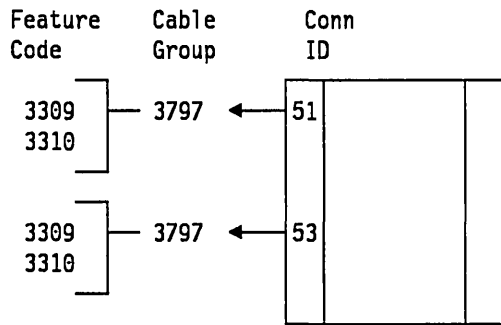 Feature Cable Conn
Code Group ID
3309 3797 51
3310
3309 3797 53
3310